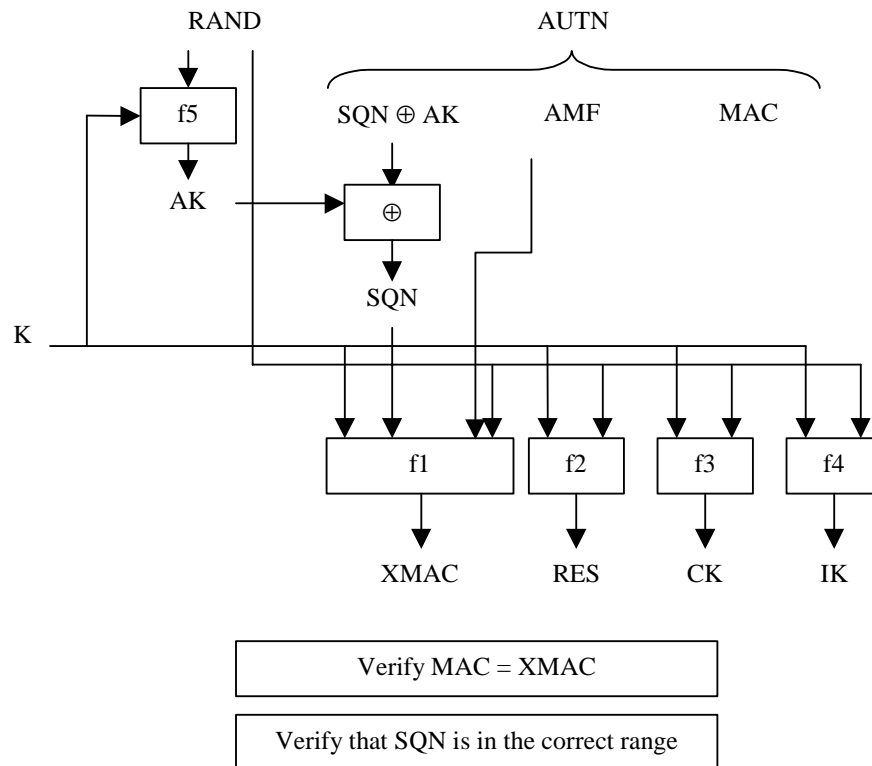 RAND AUTN
f5 SQN ⊕ AK AMF MAC
AK ⊕
SQN
K
f1 f2 f3 f4
XMAC RES CK IK
Verify MAC = XMAC
Verify that SQN is in the correct range